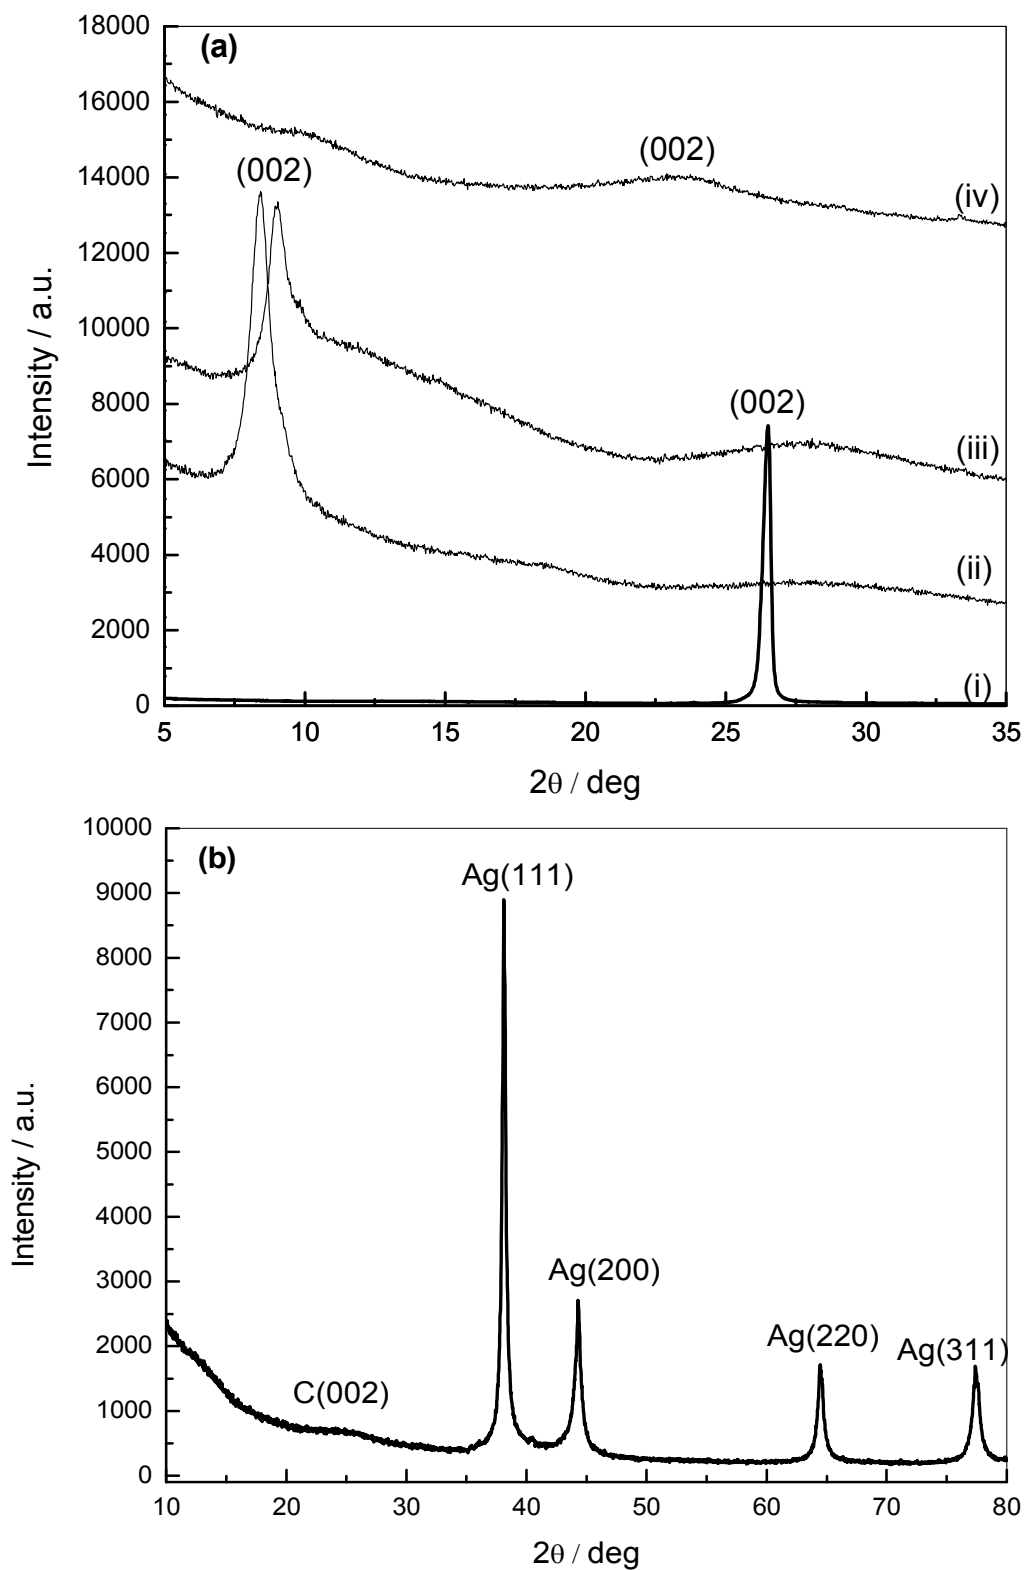 (a)
18000
16000
14000
12000
10000
8000
6000
4000
2000
0
Intensity / a.u.
(002)
(002)
(iv)
(002)
(iii)
(ii)
(i)
5 10 15 20 25 30 35
2θ / deg
(b)
10000
9000
8000
7000
6000
5000
4000
3000
2000
1000
0
Intensity / a.u.
Ag(111)
Ag(200)
Ag(220)
Ag(311)
C(002)
10 20 30 40 50 60 70 80
2θ / deg